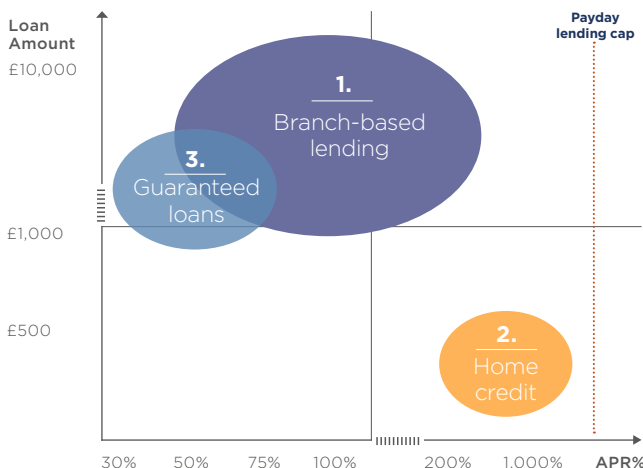 Loan
Amount
Payday
lending cap
£10,000
1.
Branch-based
lending
3.
Guaranteed
loans
£1,000
£500
2.
Home
credit
30% 50% 75% 100% 200% 1.000% APR%